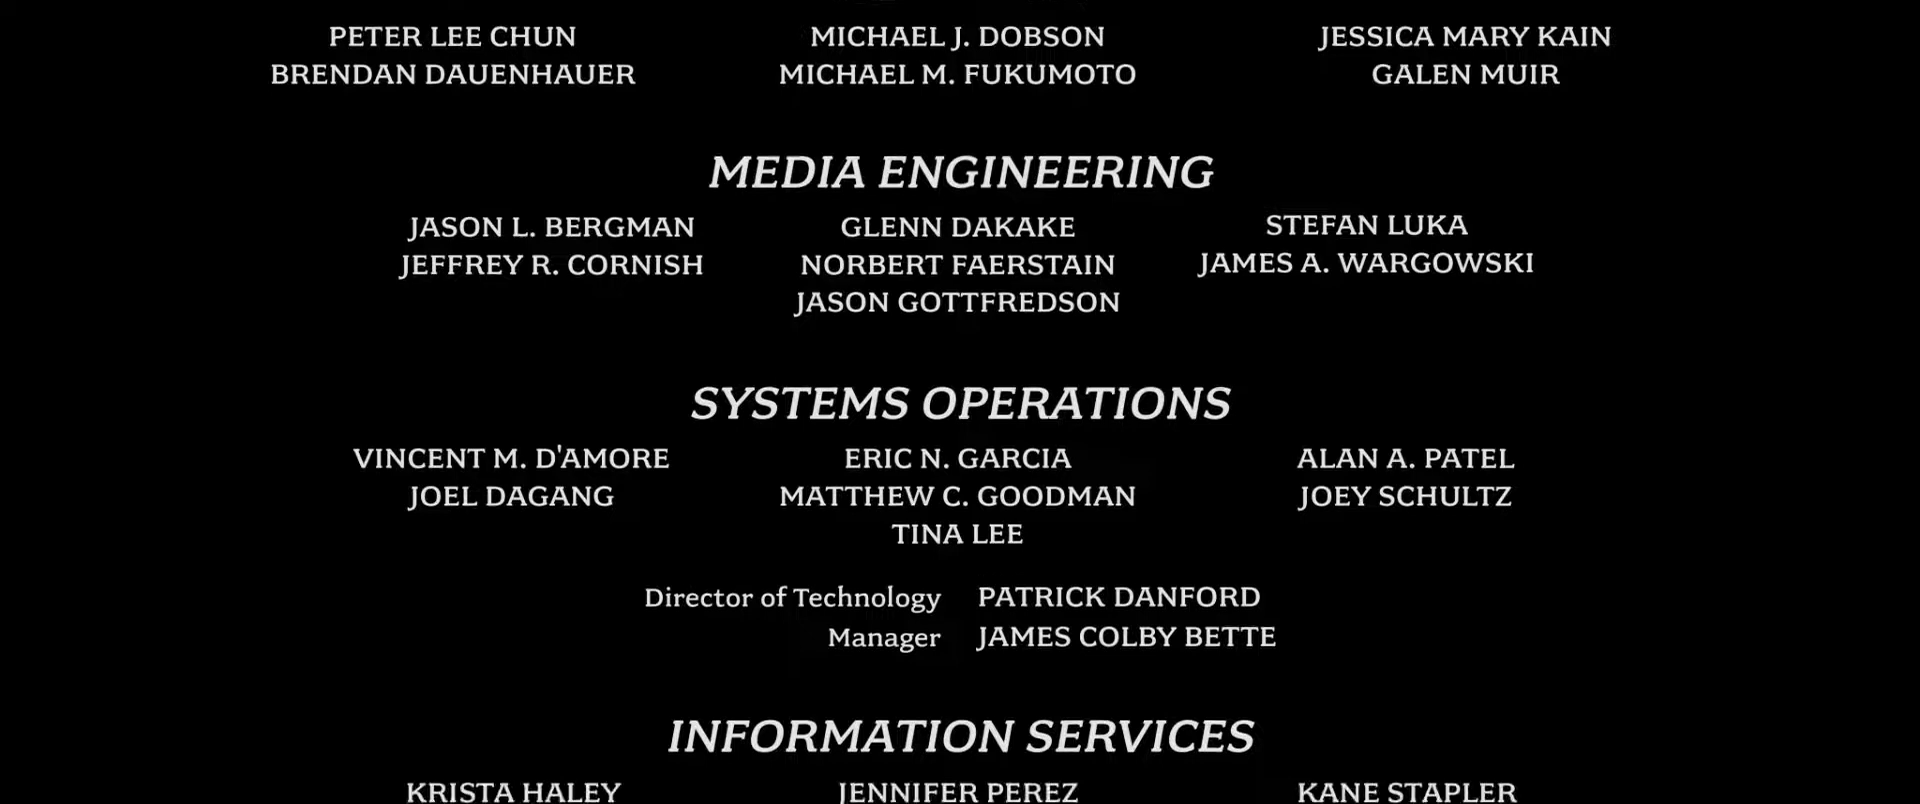 PETER LEE CHUN MICHAEL J. DOBSON JESSICA MARY KAIN
BRENDAN DAUENHAUER MICHAEL M. FUKUMOTO GALEN MUIR
MEDIA ENGINEERING
JASON L. BERGMAN GLENN DAKAKE STEFAN LUKA
JEFFREY R. CORNISH NORBERT FAERSTAIN JAMES A. WARGOWSKI
JASON GOTTFREDSON
SYSTEMS OPERATIONS
VINCENT M. D'AMORE ERIC N. GARCIA ALAN A. PATEL
JOEL DAGANG MATTHEW C. GOODMAN JOEY SCHULTZ
TINA LEE
Director of Technology PATRICK DANFORD
Manager JAMES COLBY BETTE
INFORMATION SERVICES
KRISTA HALEY JENNIFER PEREZ KANE STAPLER